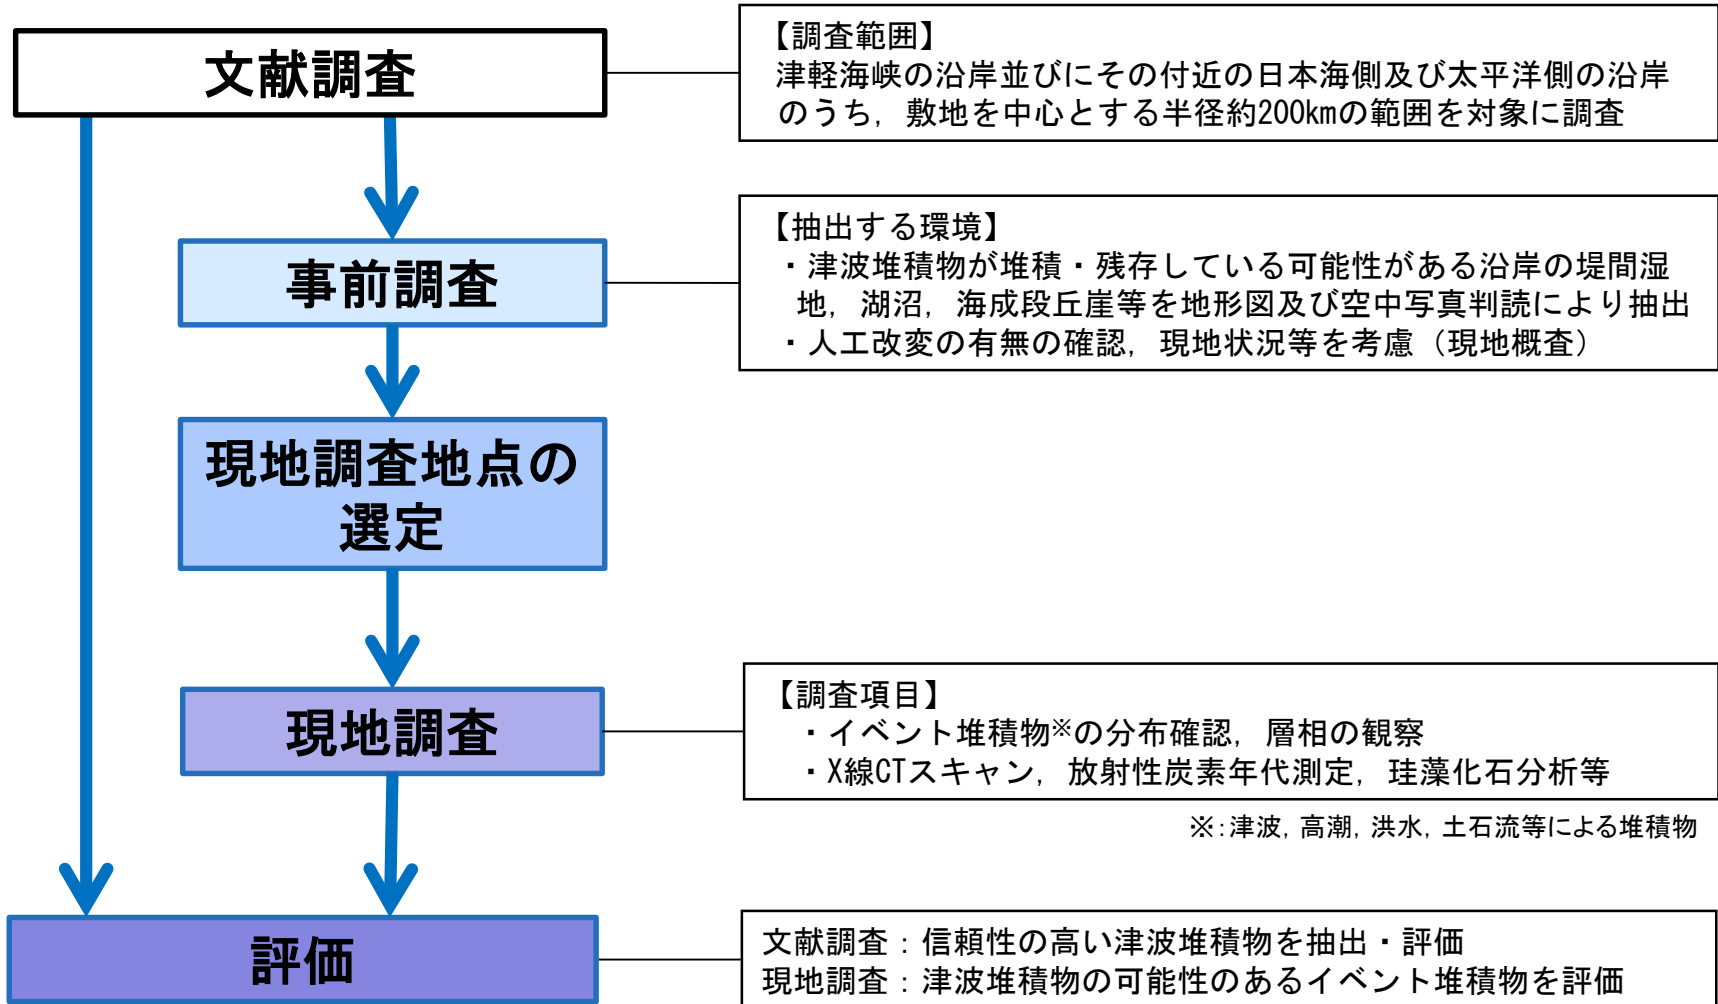 文献調査
【調査範囲】
津軽海峡の沿岸並びにその付近の日本海側及び太平洋側の沿岸
のうち，敷地を中心とする半径約200kmの範囲を対象に調査
事前調査
【抽出する環境】
・津波堆積物が堆積・残存している可能性がある沿岸の堤間湿
地，湖沼，海成段丘崖等を地形図及び空中写真判読により抽出
・人工改変の有無の確認，現地状況等を考慮（現地概査）
現地調査地点の
選定
現地調査
【調査項目】
・イベント堆積物※の分布確認，層相の観察
・X線CTスキャン，放射性炭素年代測定，珪藻化石分析等
※：津波，高潮，洪水，土石流等による堆積物
評価
文献調査：信頼性の高い津波堆積物を抽出・評価
現地調査：津波堆積物の可能性のあるイベント堆積物を評価